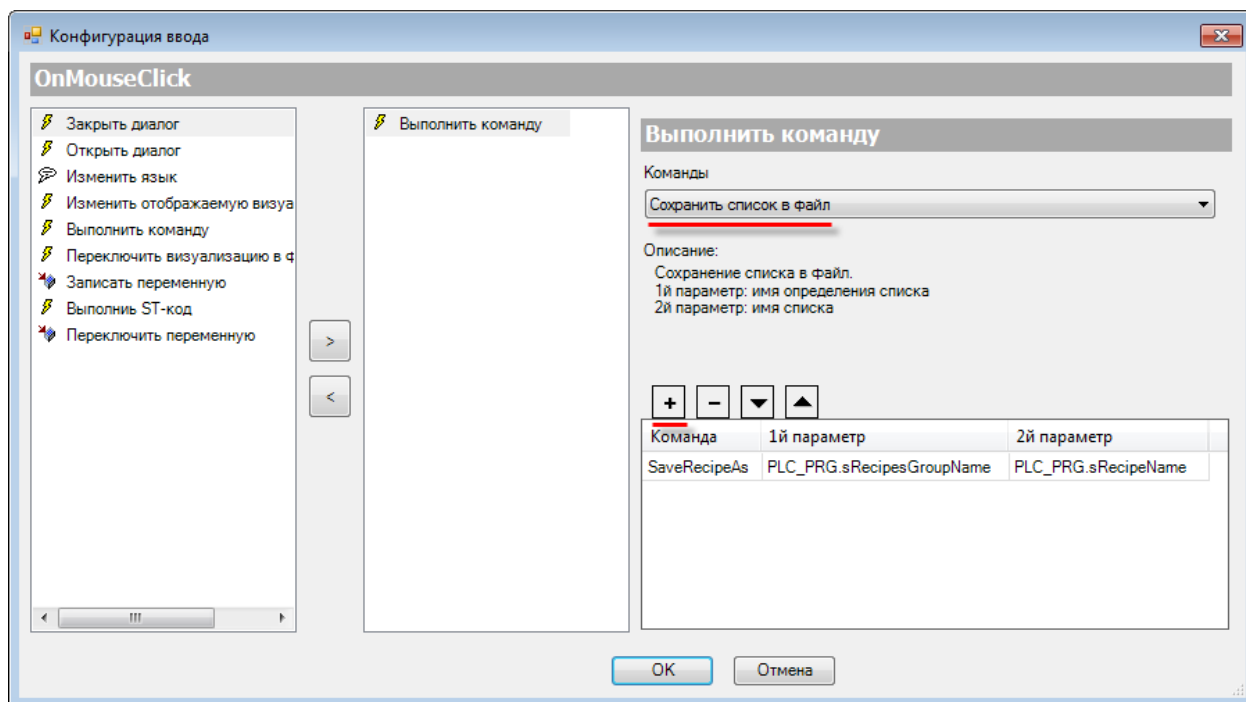 Конфигурация ввода
OnMouseClick
Закрыть диалог
Открыть диалог
Изменить язык
Изменить отображаемую визуа
Выполнить команду
Переключить визуализацию в ф
Записать переменную
Выполниь ST-код
Переключить переменную
>
<
Выполнить команду
Выполнить команду
Команды
Сохранить список в файл
Описание:
Сохранение списка в файл.
1й параметр: имя определения списка
2й параметр: имя списка
+ −
Команда 1й параметр 2й параметр
SaveRecipeAs PLC_PRG.sRecipesGroupName PLC_PRG.sRecipeName
OK Отмена